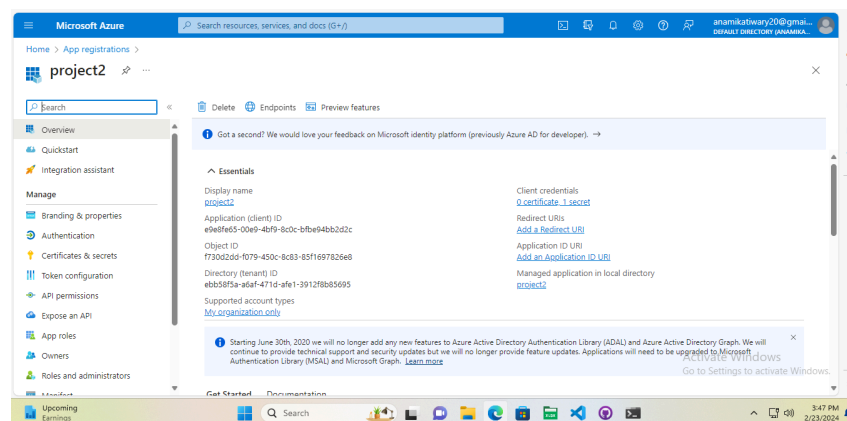 Microsoft Azure
Search resources, services, and docs (G+/)
anamikatiwary20@gmai...
DEFAULT DIRECTORY (ANAMIKA...
Home > App registrations >
project2
Search
Delete Endpoints Preview features
Overview
Got a second? We would love your feedback on Microsoft identity platform (previously Azure AD for developer). →
Quickstart
Integration assistant
Essentials
Manage
Display name
project2
Client credentials
0 certificate, 1 secret
Branding & properties
Application (client) ID
e9e8fe65-00e9-4bf9-8c0c-bfbe94bb2d2c
Redirect URIs
Add a Redirect URI
Authentication
Object ID
f730d2dd-f079-450c-8c83-85f1697826e8
Application ID URI
Add an Application ID URI
Certificates & secrets
Token configuration
Directory (tenant) ID
ebb58f5a-a6af-471d-afe1-3912f8b85695
Managed application in local directory
project2
API permissions
Supported account types
My organization only
Expose an API
App roles
Starting June 30th, 2020 we will no longer add any new features to Azure Active Directory Authentication Library (ADAL) and Azure Active Directory Graph. We will
continue to provide technical support and security updates but we will no longer provide feature updates. Applications will need to be upgraded to Microsoft
Authentication Library (MSAL) and Microsoft Graph. Learn more
Owners
Roles and administrators
Activate Windows
Go to Settings to activate Windows.
Manifest
Get Started Documentation
Upcoming
Earnings
Search
3:47 PM
2/23/2024